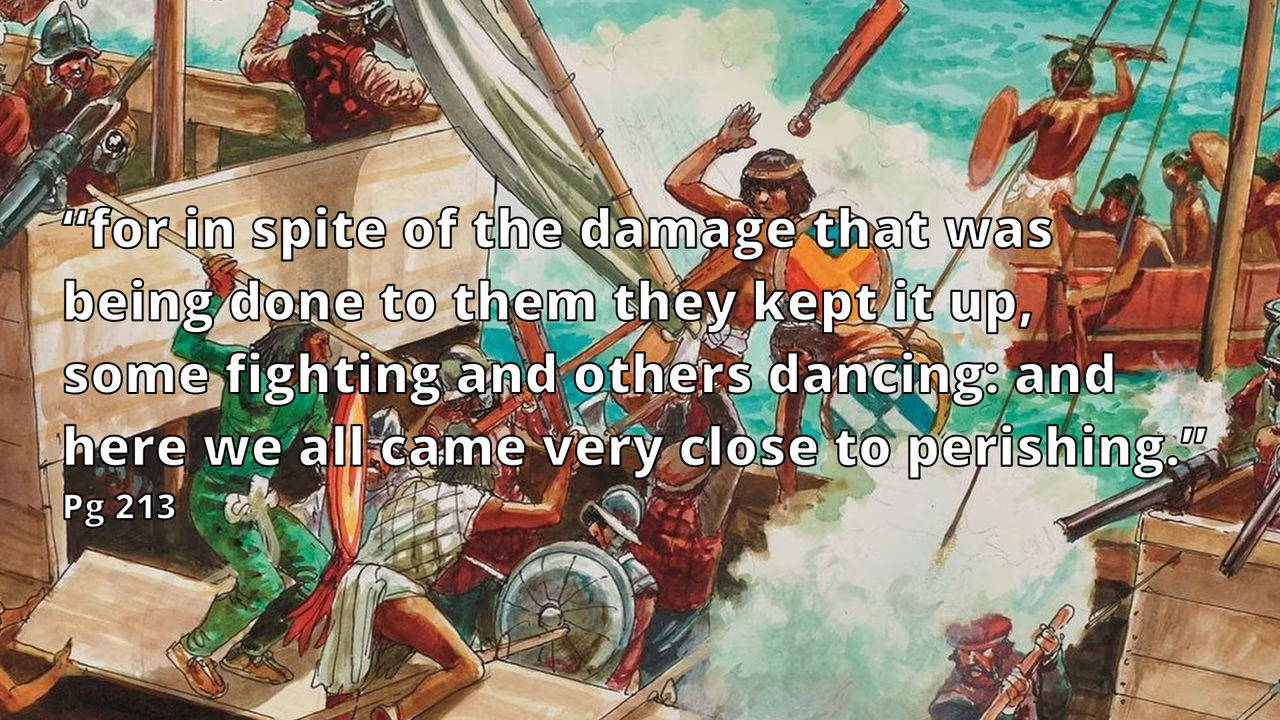 “for in spite of the damage that was
being done to them they kept it up,
some fighting and others dancing: and
here we all came very close to perishing.”
Pg 213